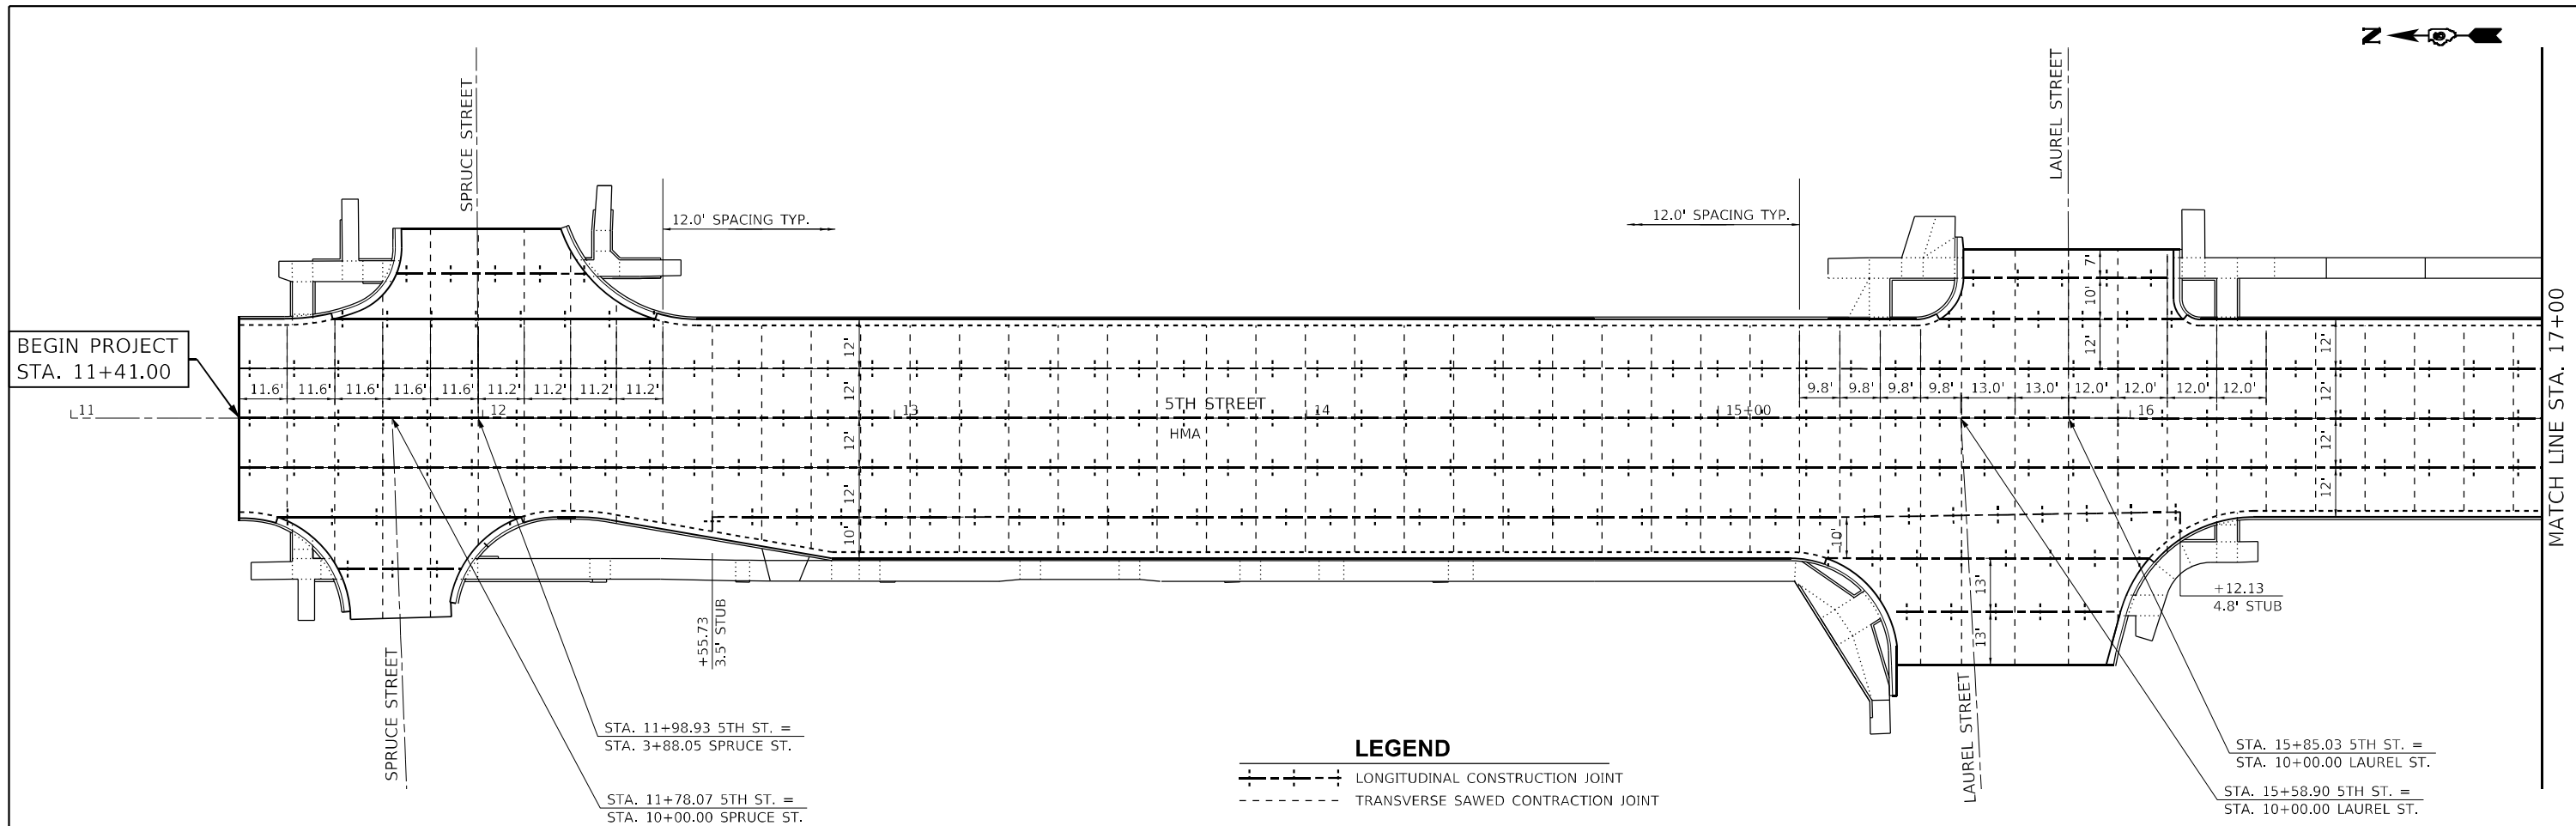 N
SPRUCE STREET
LAUREL STREET
12.0' SPACING TYP.
12.0' SPACING TYP.
BEGIN PROJECT
STA. 11+41.00
11.6' 11.6' 11.6' 11.6' 11.6' 11.2' 11.2' 11.2' 11.2'
11
12
13
14
15+00
16
12'
12'
12'
12'
10'
5TH STREET
HMA
9.8' 9.8' 9.8' 9.8' 13.0' 13.0' 12.0' 12.0' 12.0' 12.0'
7'
10'
12'
12'
12'
12'
12'
10'
13'
13'
MATCH LINE STA. 17+00
+55.73
3.5' STUB
+12.13
4.8' STUB
SPRUCE STREET
LAUREL STREET
STA. 11+98.93 5TH ST. =
STA. 3+88.05 SPRUCE ST.
STA. 11+78.07 5TH ST. =
STA. 10+00.00 SPRUCE ST.
LEGEND
LONGITUDINAL CONSTRUCTION JOINT
TRANSVERSE SAWED CONTRACTION JOINT
STA. 15+85.03 5TH ST. =
STA. 10+00.00 LAUREL ST.
STA. 15+58.90 5TH ST. =
STA. 10+00.00 LAUREL ST.